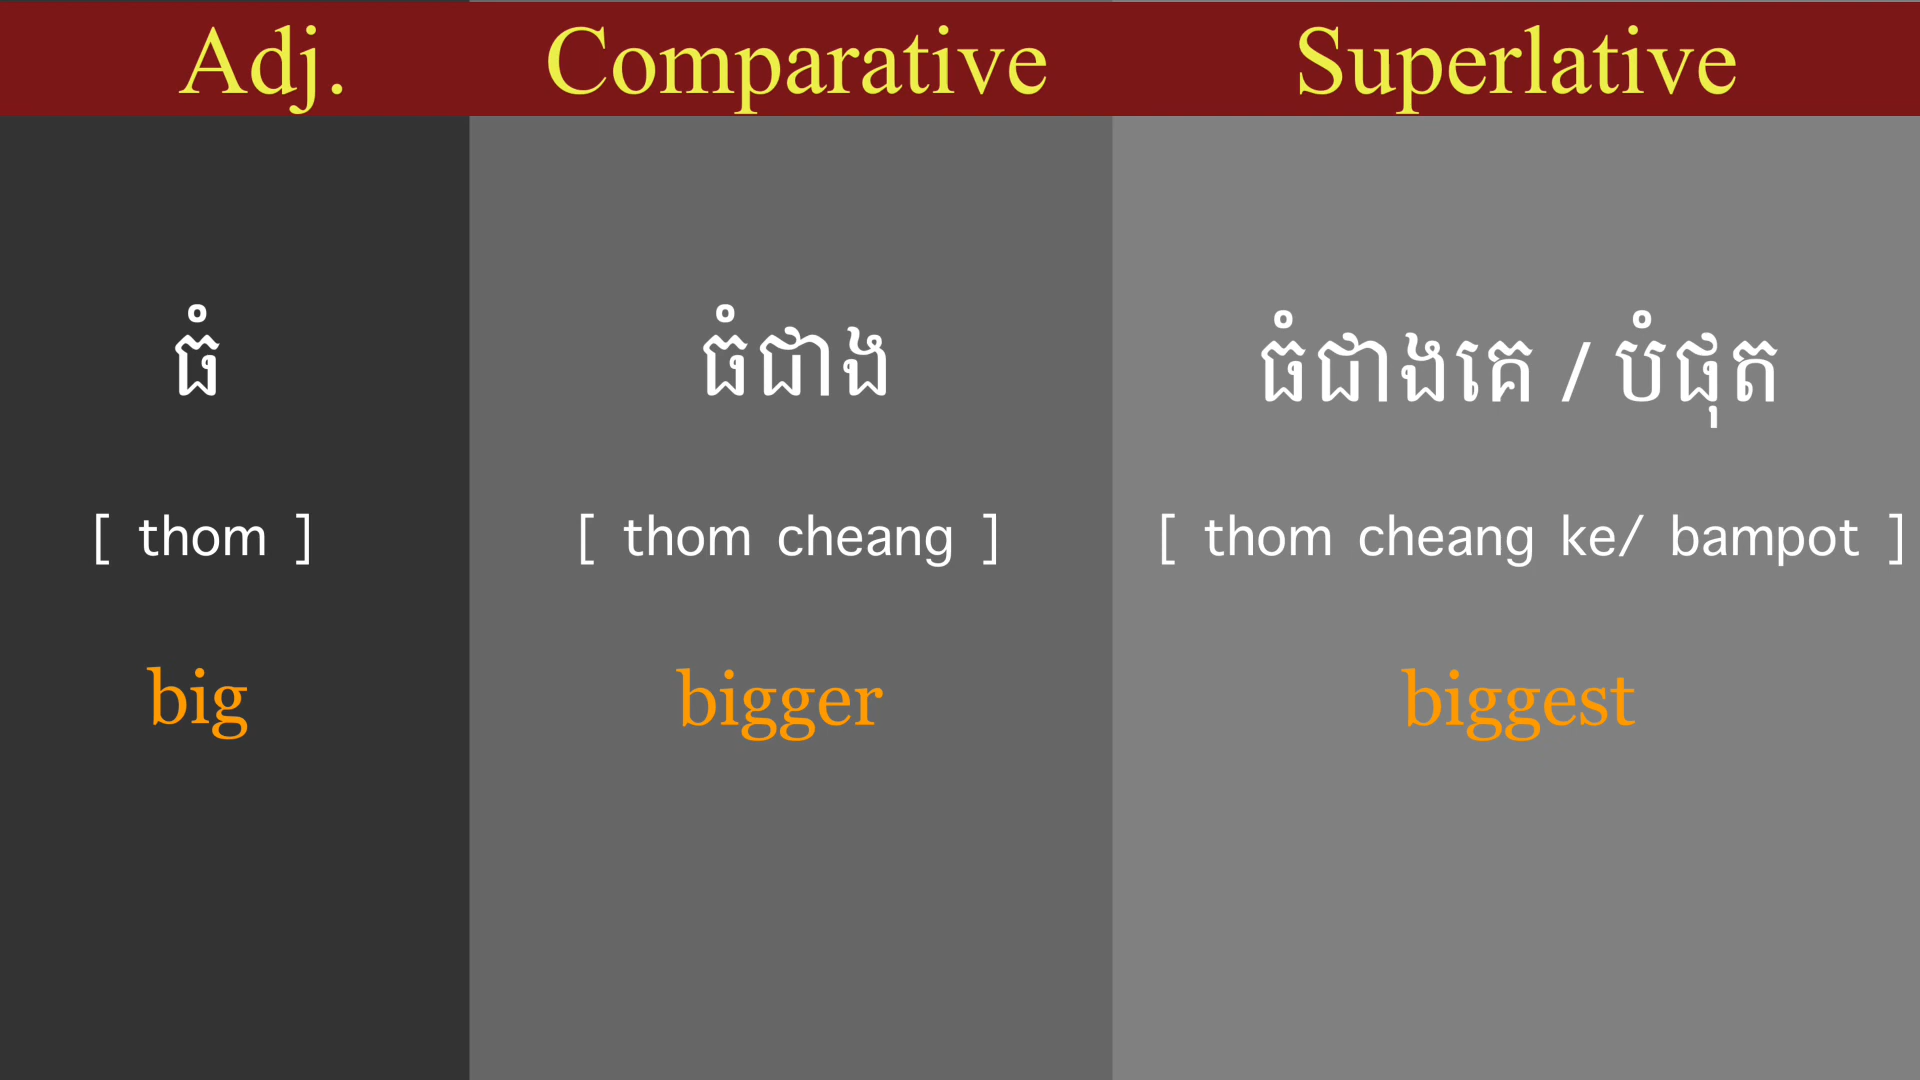 Adj. Comparative Superlative
ធំ ធំជាង ធំជាងគេ / បំផុត
[ thom ] [ thom cheang ] [ thom cheang ke/ bampot ]
big bigger biggest